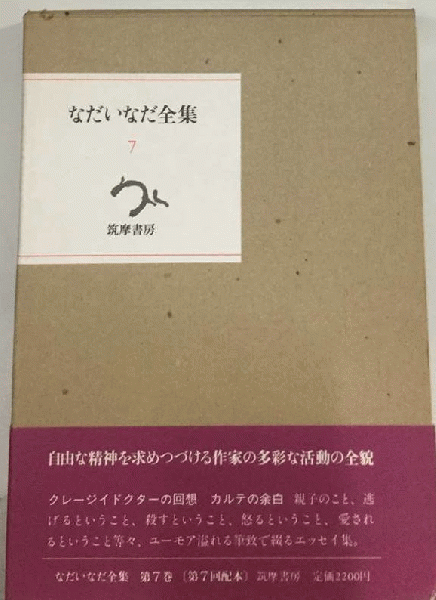 なだいなだ全集
7
筑摩書房
自由な精神を求めつづける作家の多彩な活動の全貌
クレージイドクターの回想 カルテの余白 親子のこと、逃
げるということ、殺すということ、怒るということ、愛され
るということ等々、ユーモア溢れる筆致で綴るエッセイ集。
なだいなだ全集 第7巻〔第7回配本〕筑摩書房 定価2200円